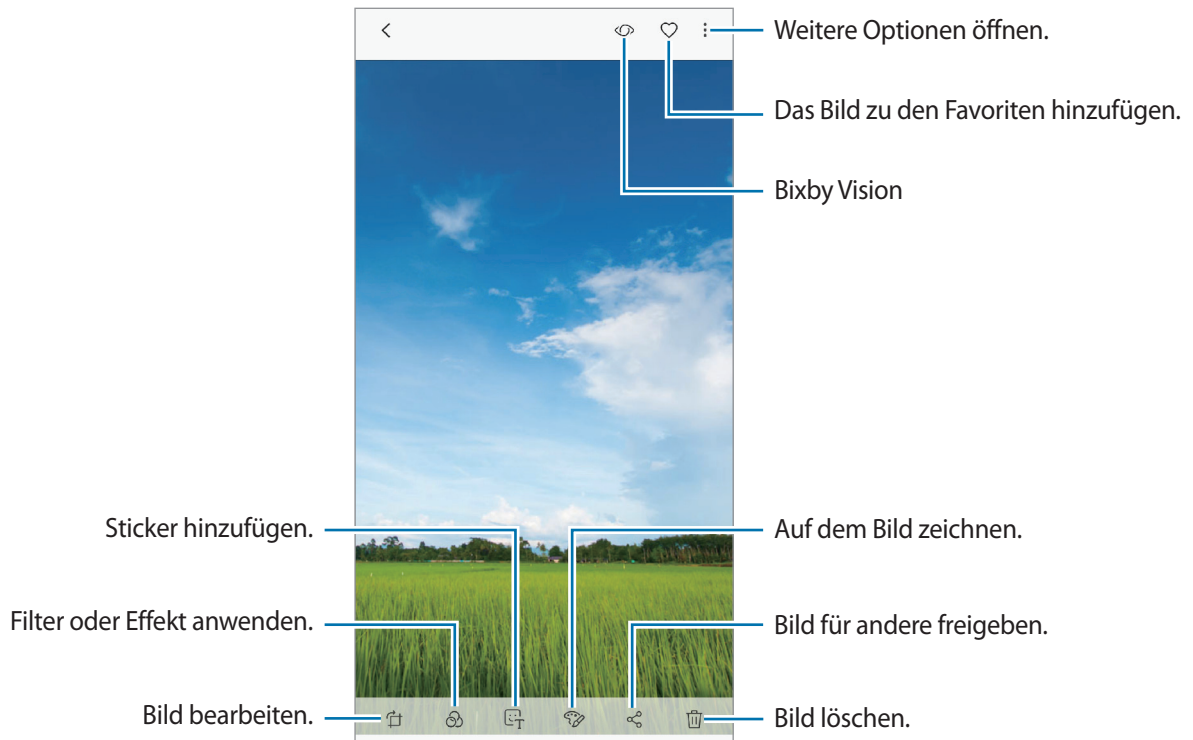 Weitere Optionen öffnen.
Das Bild zu den Favoriten hinzufügen.
Bixby Vision
Sticker hinzufügen.
Auf dem Bild zeichnen.
Filter oder Effekt anwenden.
Bild für andere freigeben.
Bild bearbeiten.
Bild löschen.